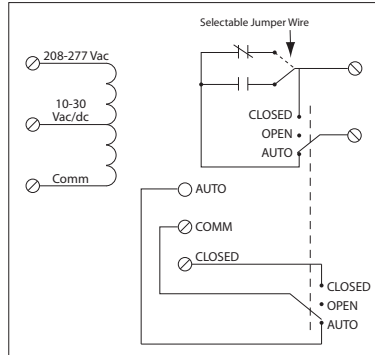 Selectable Jumper Wire
208-277 Vac
10-30
Vac/dc
Comm
CLOSED
OPEN
AUTO
AUTO
COMM
CLOSED
CLOSED
OPEN
AUTO